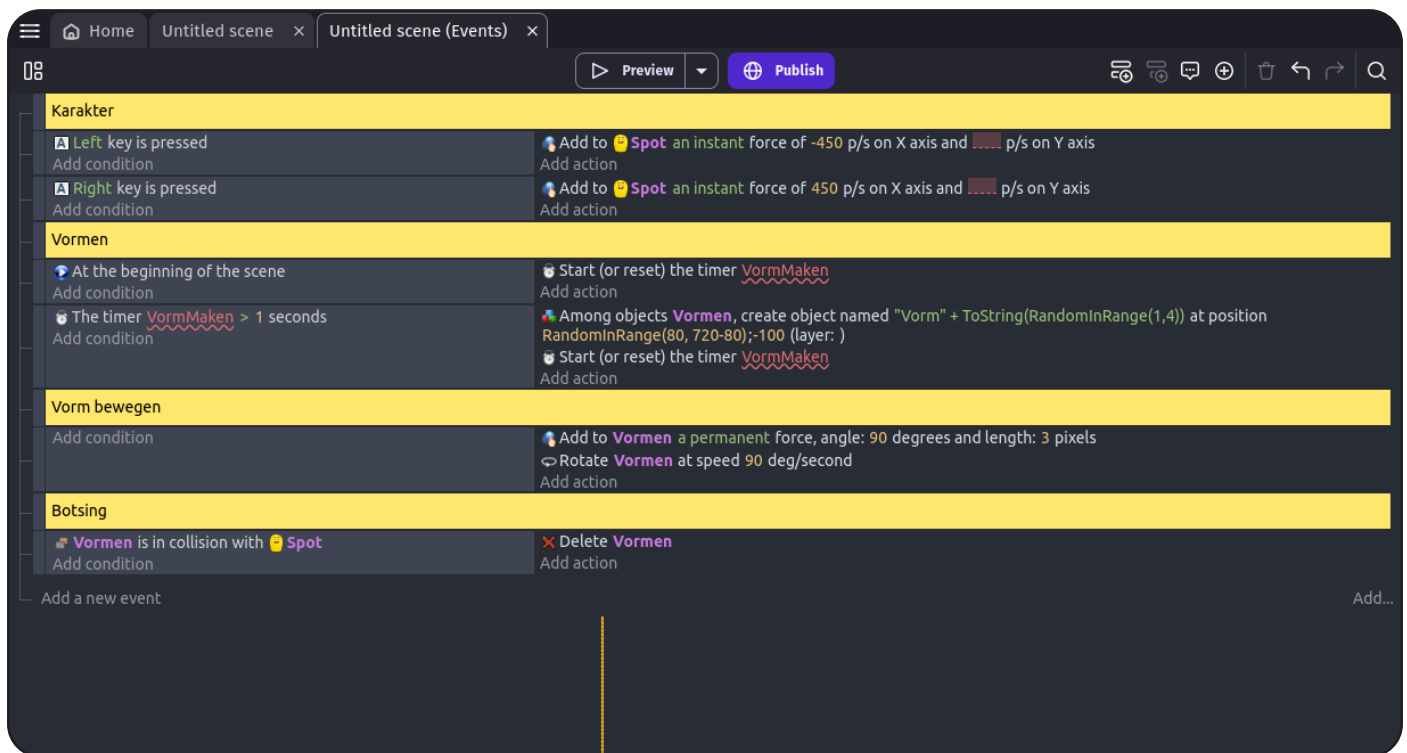 Home
Untitled scene
Untitled scene (Events)
Preview
Publish
Karakter
Left key is pressed
Add condition
Add to Spot an instant force of -450 p/s on X axis and p/s on Y axis
Add action
Right key is pressed
Add condition
Add to Spot an instant force of 450 p/s on X axis and p/s on Y axis
Add action
Vormen
At the beginning of the scene
Add condition
Start (or reset) the timer VormMaken
Add action
The timer VormMaken > 1 seconds
Add condition
Among objects Vormen, create object named "Vorm" + ToString(RandomInRange(1,4)) at position
RandomInRange(80, 720-80);-100 (layer: )
Start (or reset) the timer VormMaken
Add action
Vorm bewegen
Add condition
Add to Vormen a permanent force, angle: 90 degrees and length: 3 pixels
Rotate Vormen at speed 90 deg/second
Add action
Botsing
Vormen is in collision with Spot
Add condition
Delete Vormen
Add action
Add a new event
Add...